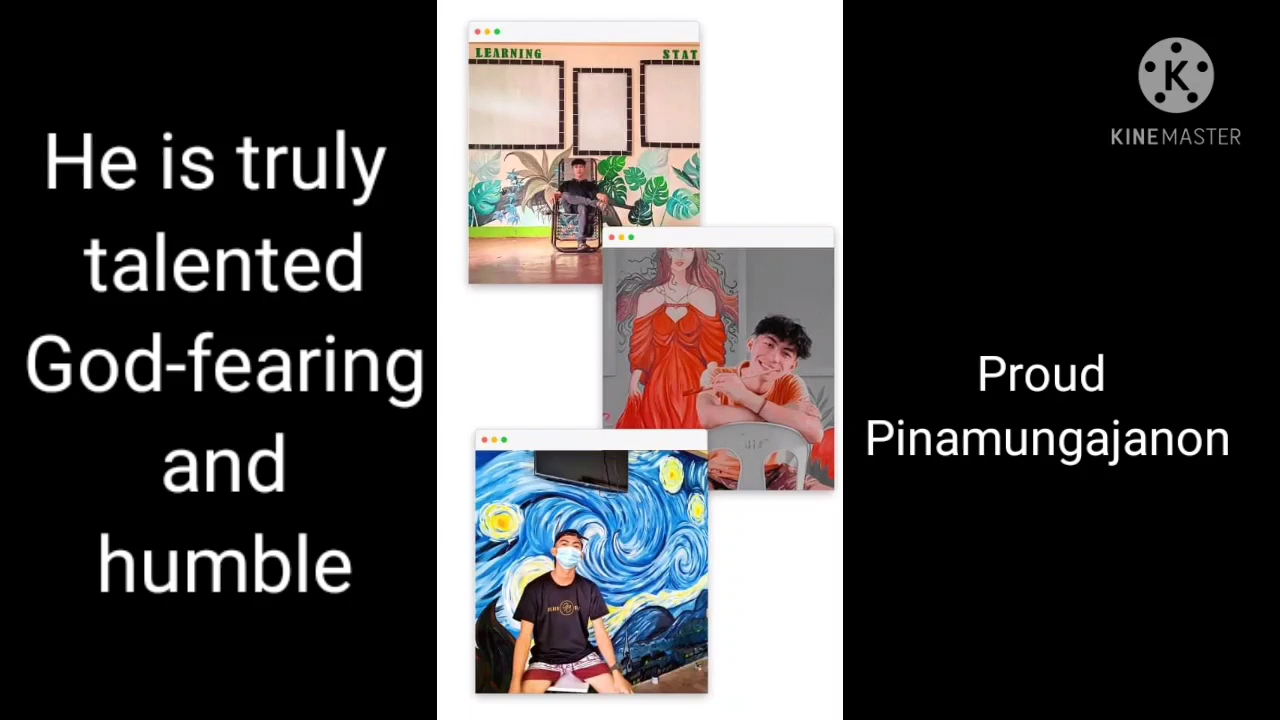 He is truly
talented
God-fearing
and
humble
LEARNING
STAT
Proud
Pinamungajanon
K
KINEMASTER